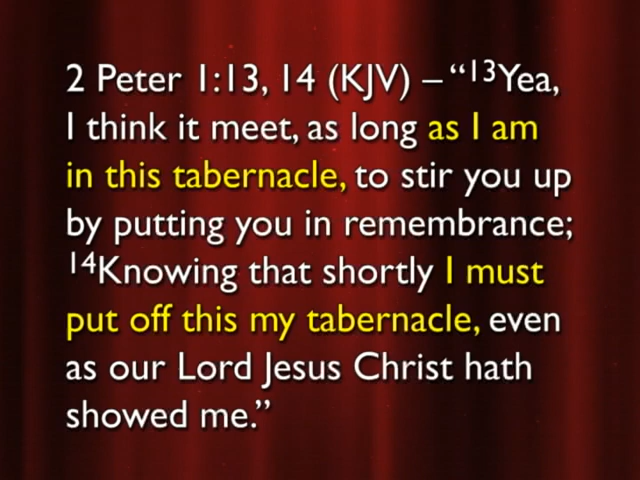 2 Peter 1:13, 14 (KJV) – “¹³Yea,
I think it meet, as long as I am
in this tabernacle, to stir you up
by putting you in remembrance;
¹⁴Knowing that shortly I must
put off this my tabernacle, even
as our Lord Jesus Christ hath
showed me.”